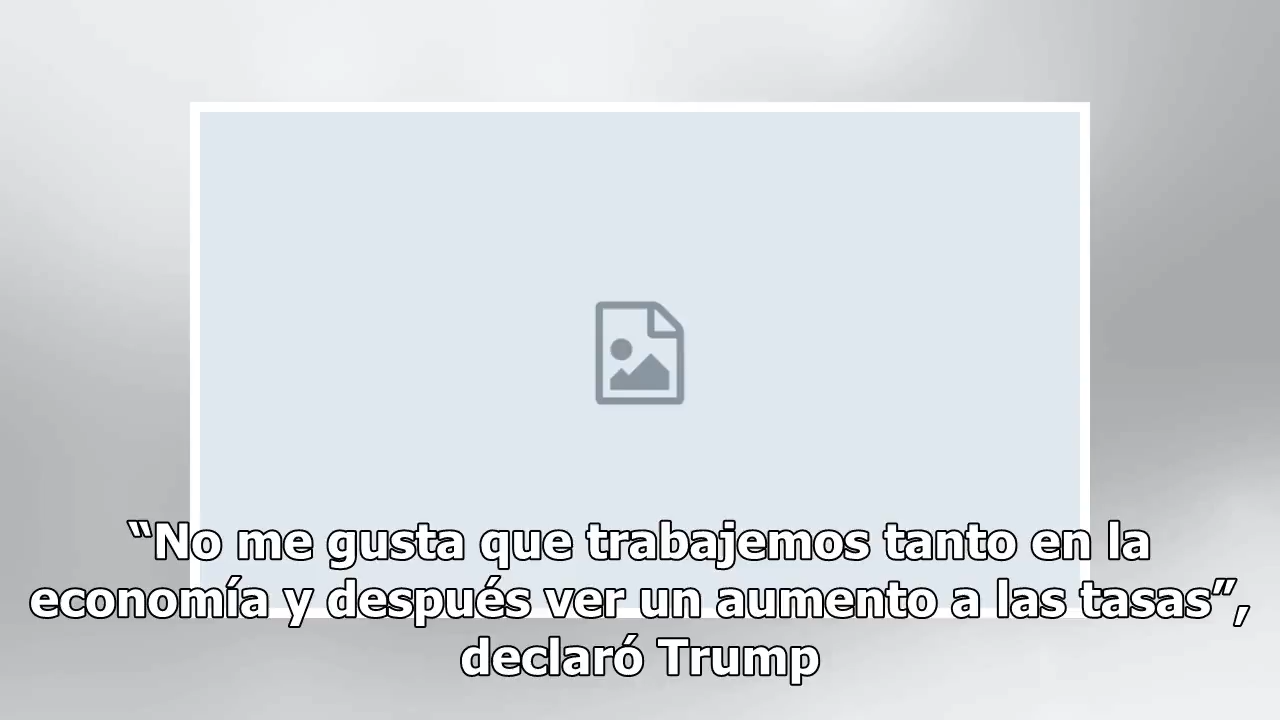 “No me gusta que trabajemos tanto en la
economía y después ver un aumento a las tasas”,
declaró Trump